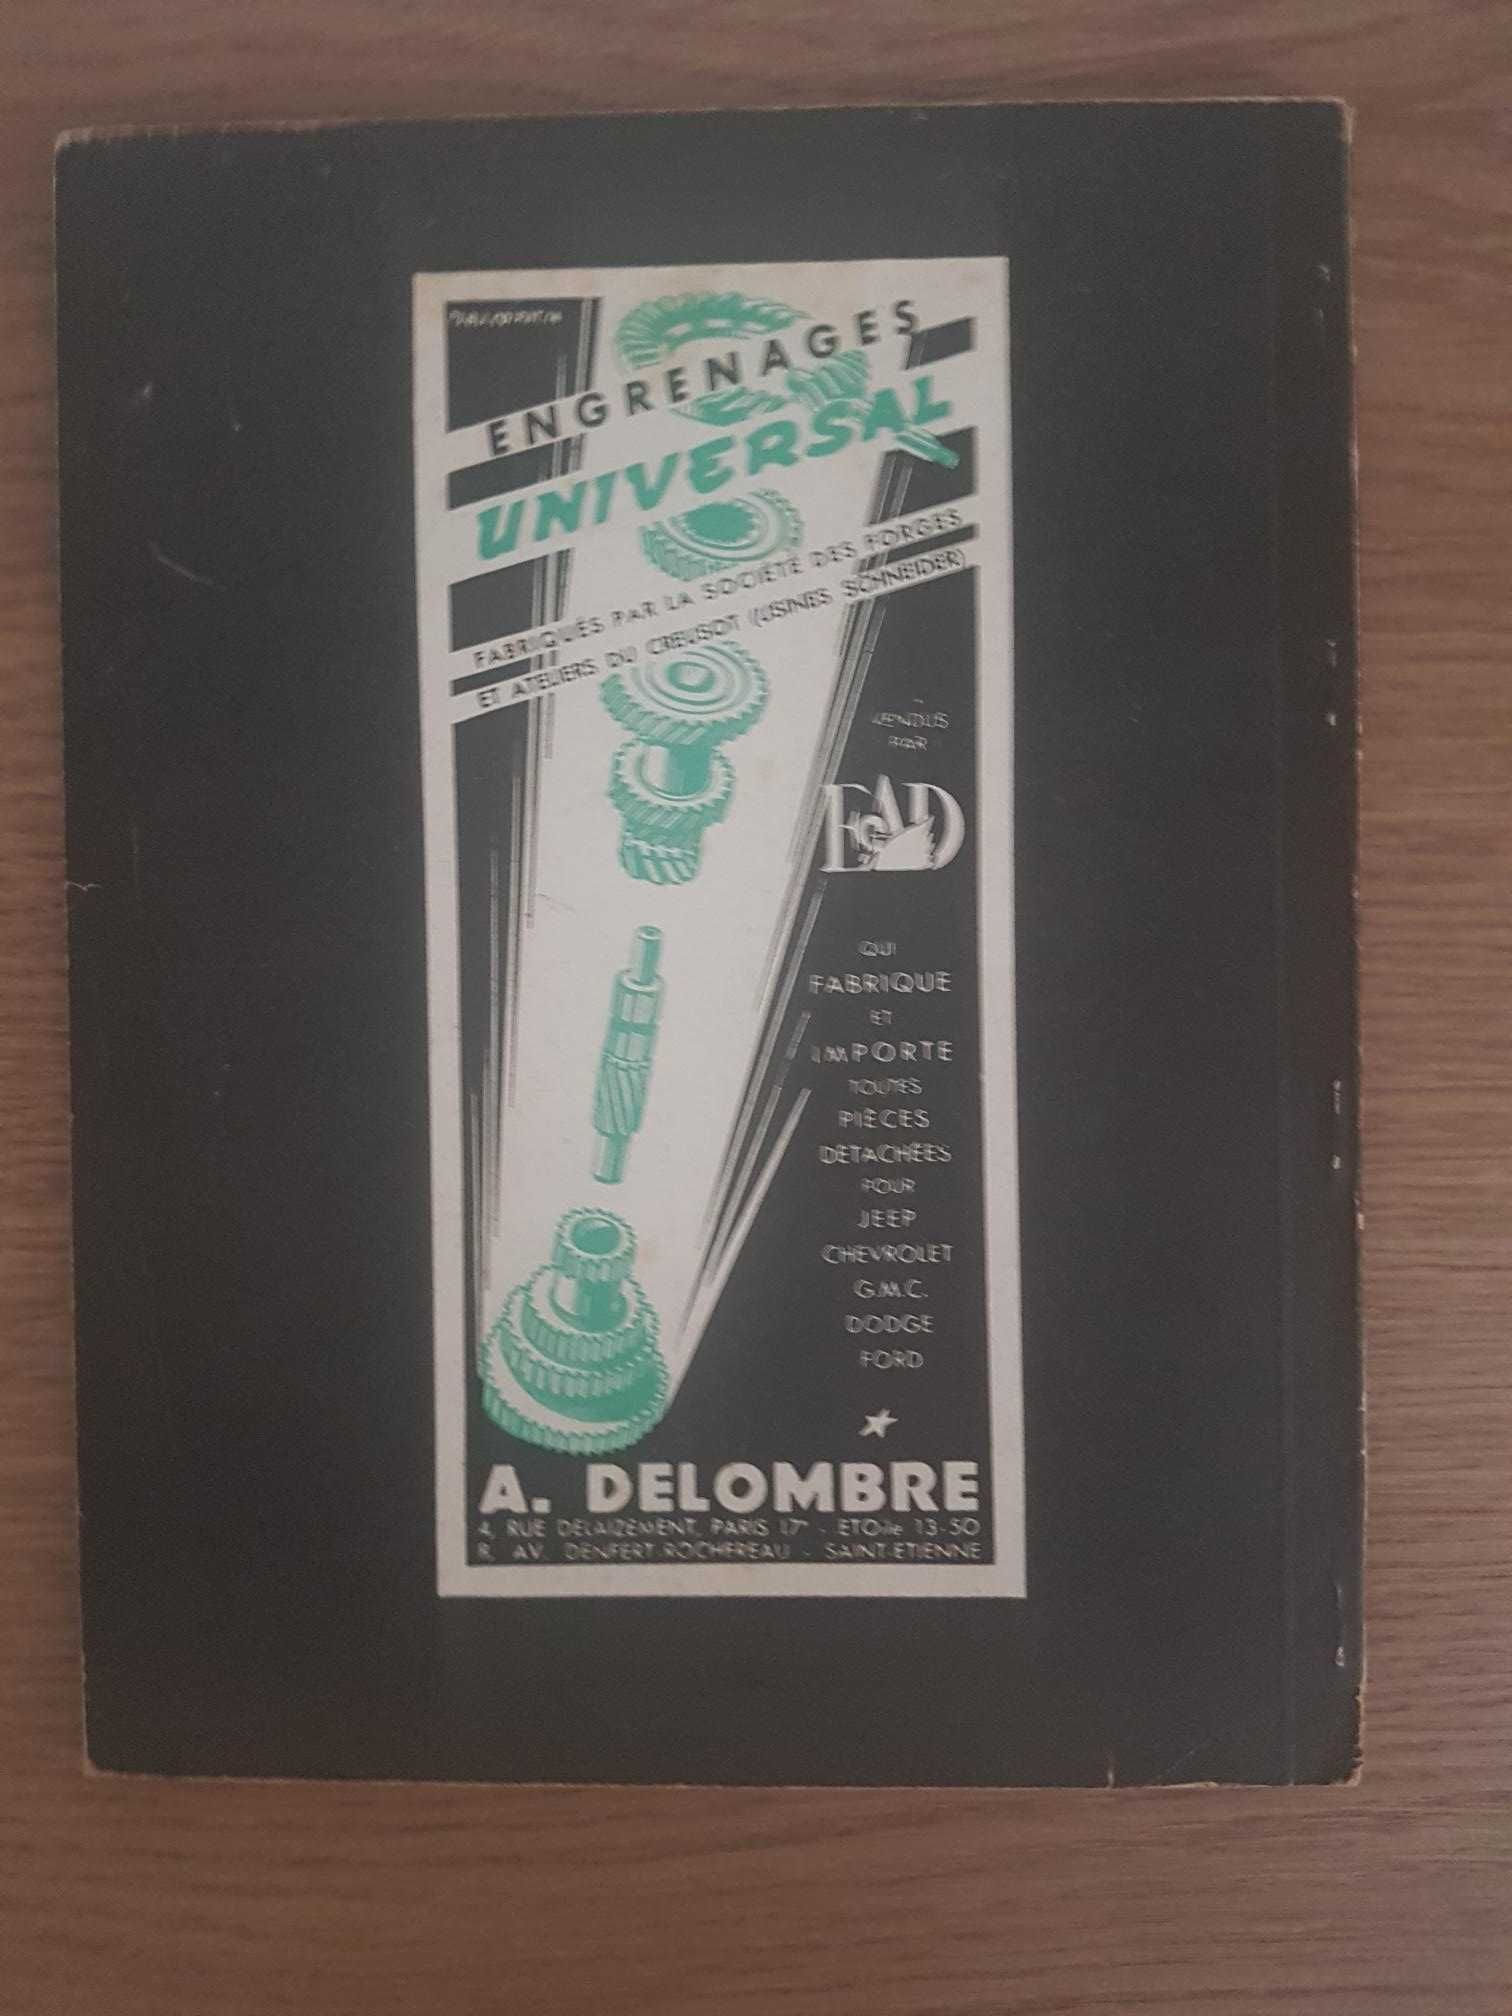 ENGRENAGES
UNIVERSAL
FABRIQUÉS PAR LA SOCIÉTÉ DES FORGES
ET ATELIERS DU CREUSOT (USINES SCHNEIDER)
VENDUS
PAR
EAD
QUI
FABRIQUE
ET
IMPORTE
TOUTES
PIÈCES
DÉTACHÉES
POUR
JEEP
CHEVROLET
G.M.C.
DODGE
FORD
A. DELOMBRE
4, RUE DELAIZEMENT, PARIS 17e - ETOile 13-50
AV. DENFERT-ROCHEREAU - SAINT-ETIENNE